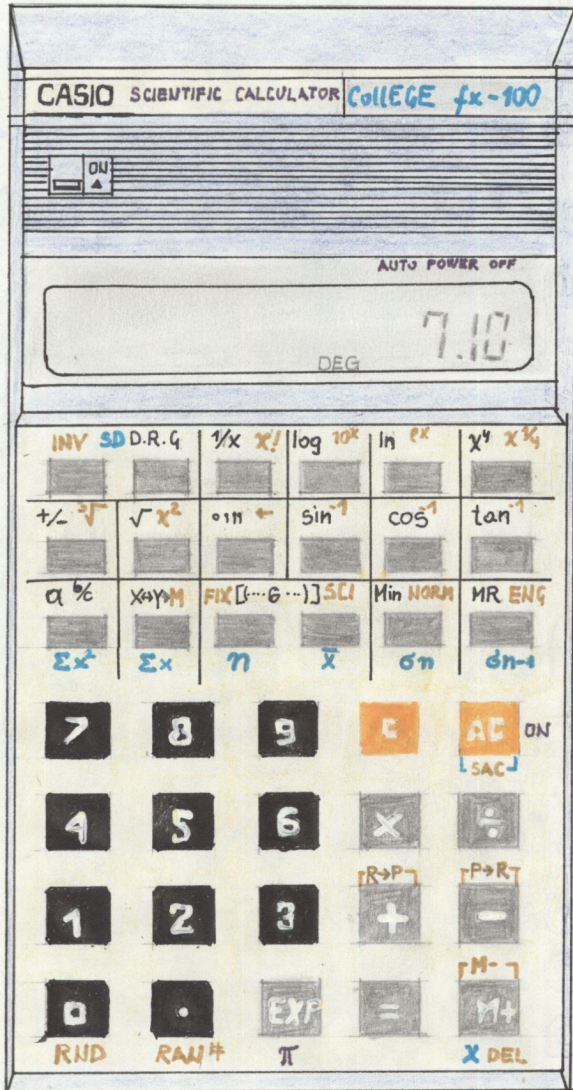 CASIO SCIENTIFIC CALCULATOR CollEGE fx-100
ON
AUTO POWER OFF
DEG 7.10
INV SD D.R.G 1/x x! log 10ˣ ln eˣ xʸ x¹⁄ʸ
+/- ³√ √ x² o,,, ← sin⁻¹ cos⁻¹ tan⁻¹
a b/c X↔Y→M FIX [(···6···)] SCI Min NORM MR ENG
Σx² Σx n x̄ σn σn-1
7 8 9 C AC ON
SAC
4 5 6 × ÷
R→P P→R
1 2 3 + -
M-
0 . EXP = M+
RND RAN# π X DEL